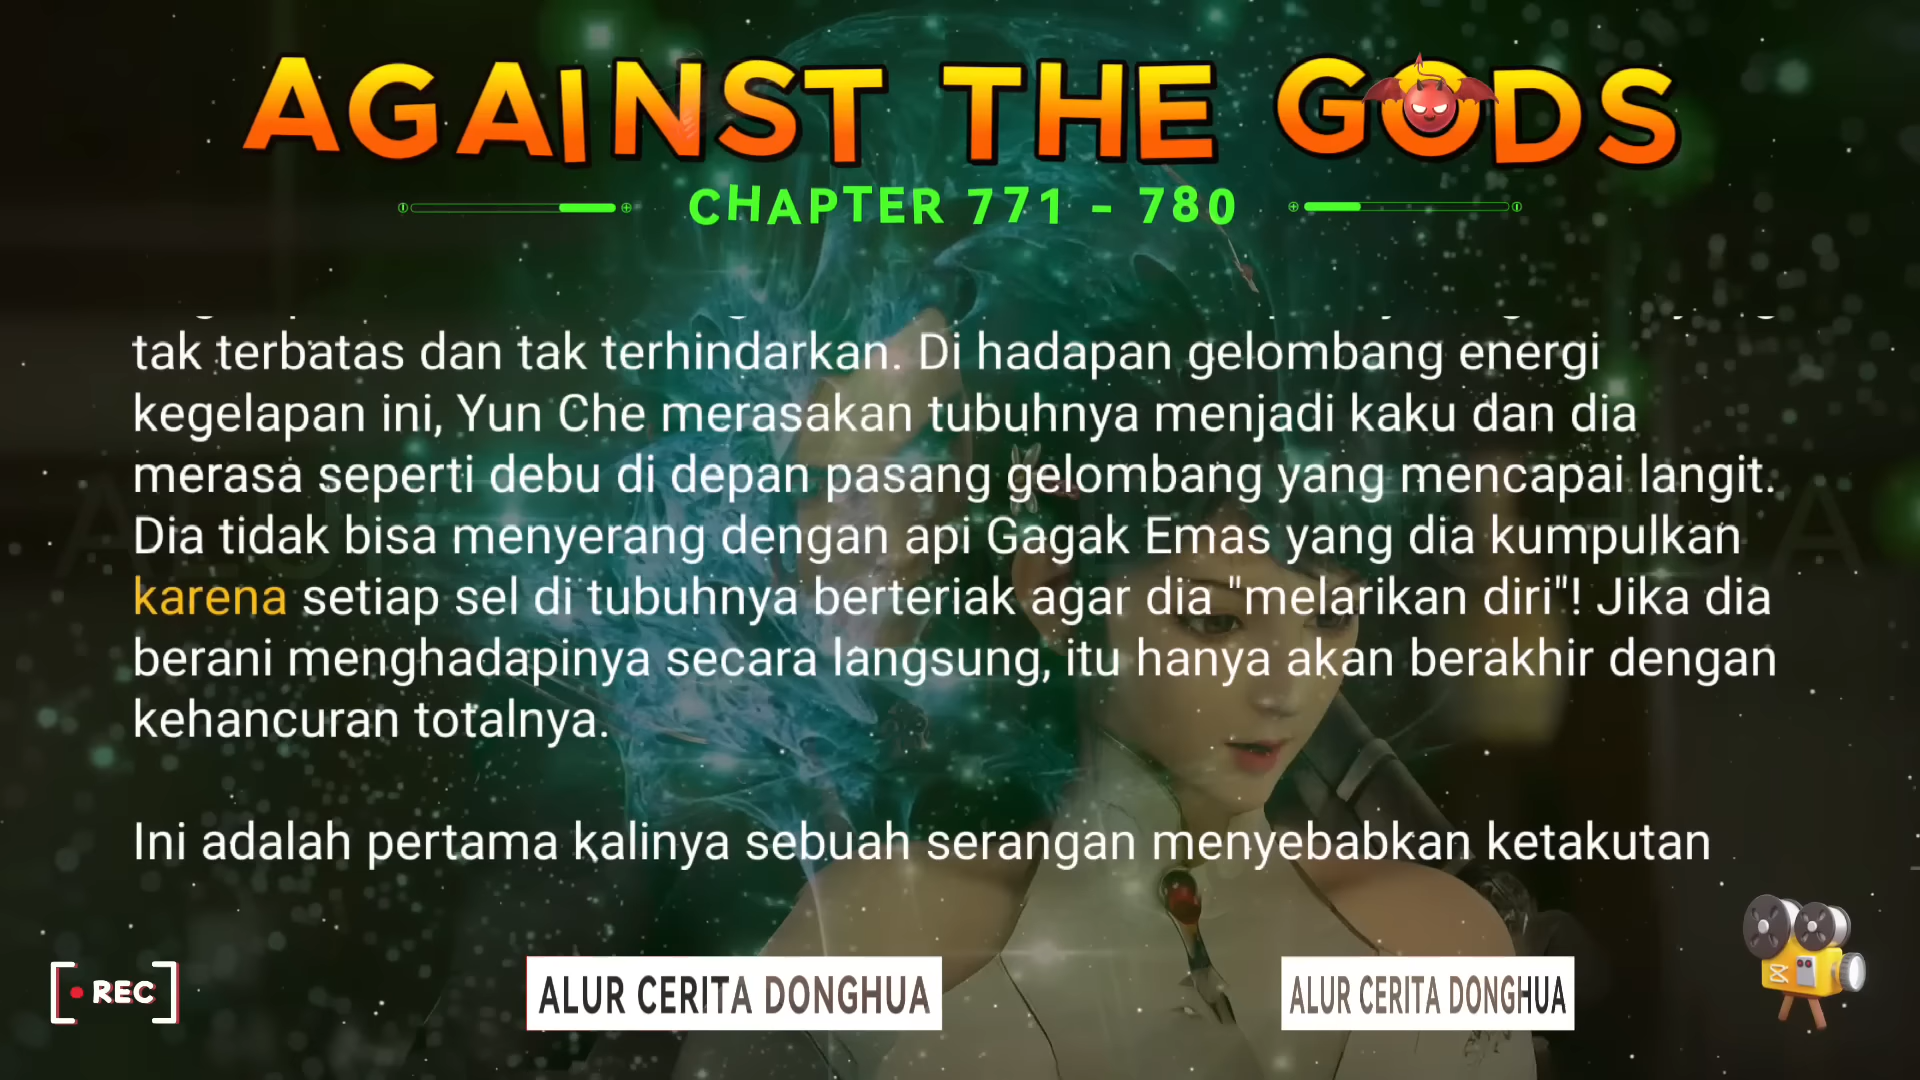 AGAINST THE GODS
CHAPTER 771 - 780
tak terbatas dan tak terhindarkan. Di hadapan gelombang energi
kegelapan ini, Yun Che merasakan tubuhnya menjadi kaku dan dia
merasa seperti debu di depan pasang gelombang yang mencapai langit.
Dia tidak bisa menyerang dengan api Gagak Emas yang dia kumpulkan
karena setiap sel di tubuhnya berteriak agar dia "melarikan diri"! Jika dia
berani menghadapinya secara langsung, itu hanya akan berakhir dengan
kehancuran totalnya.
Ini adalah pertama kalinya sebuah serangan menyebabkan ketakutan
REC
ALUR CERITA DONGHUA
ALUR CERITA DONGHUA